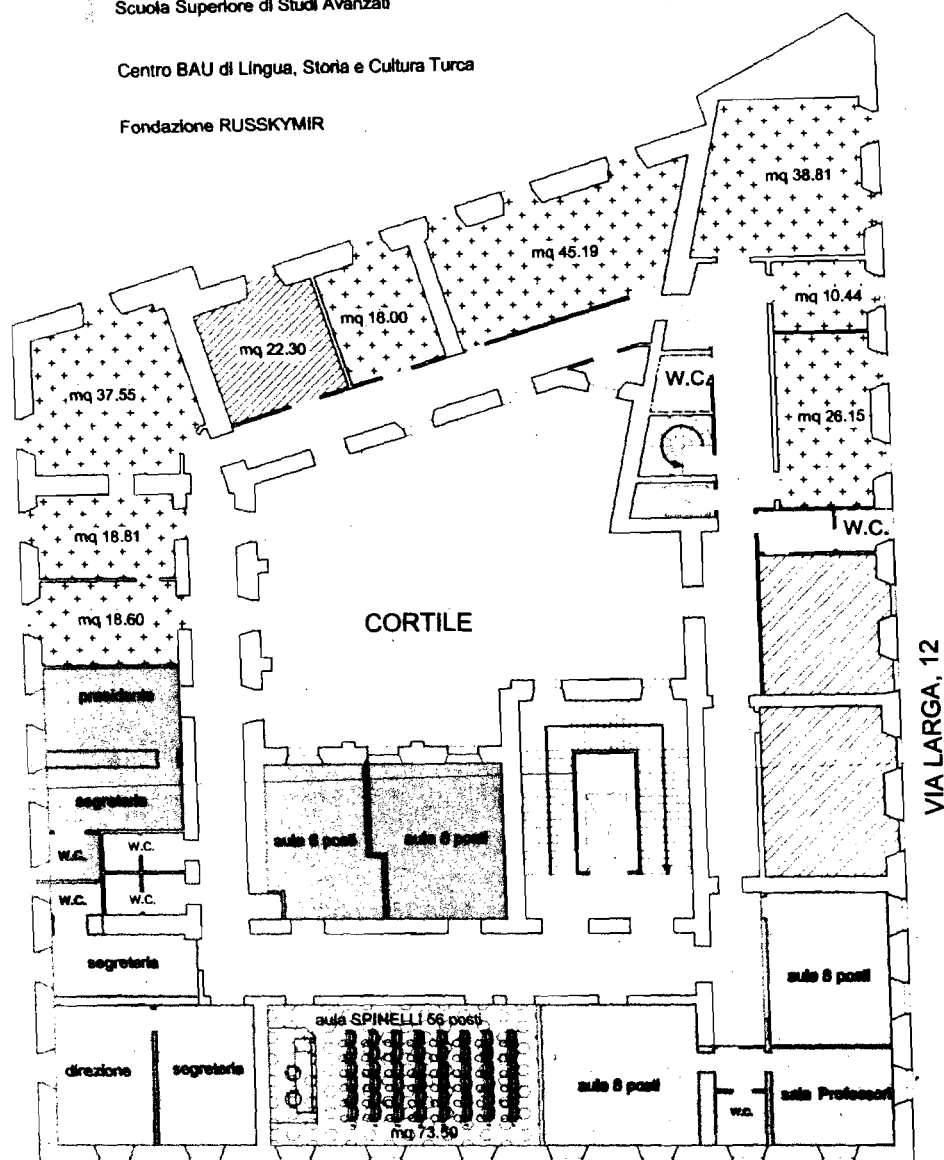 Scuola Superiore di Studi Avanzati
Centro BAU di Lingua, Storia e Cultura Turca
Fondazione RUSSKYMIR
mq 38.81
mq 45.19
mq 10.44
mq 18.00
mq 22.30
W.C.
mq 37.55
mq 26.15
W.C.
mq 18.81
mq 18.60
CORTILE
VIA LARGA, 12
presidente
segreteria
aula 6 posti
aula 8 posti
w.c.
W.C.
w.c.
W.C.
segreteria
aula 8 posti
aula SPINELLI 56 posti
direzione
segreteria
aula 8 posti
sala Professori
w.c.
mq 73.50